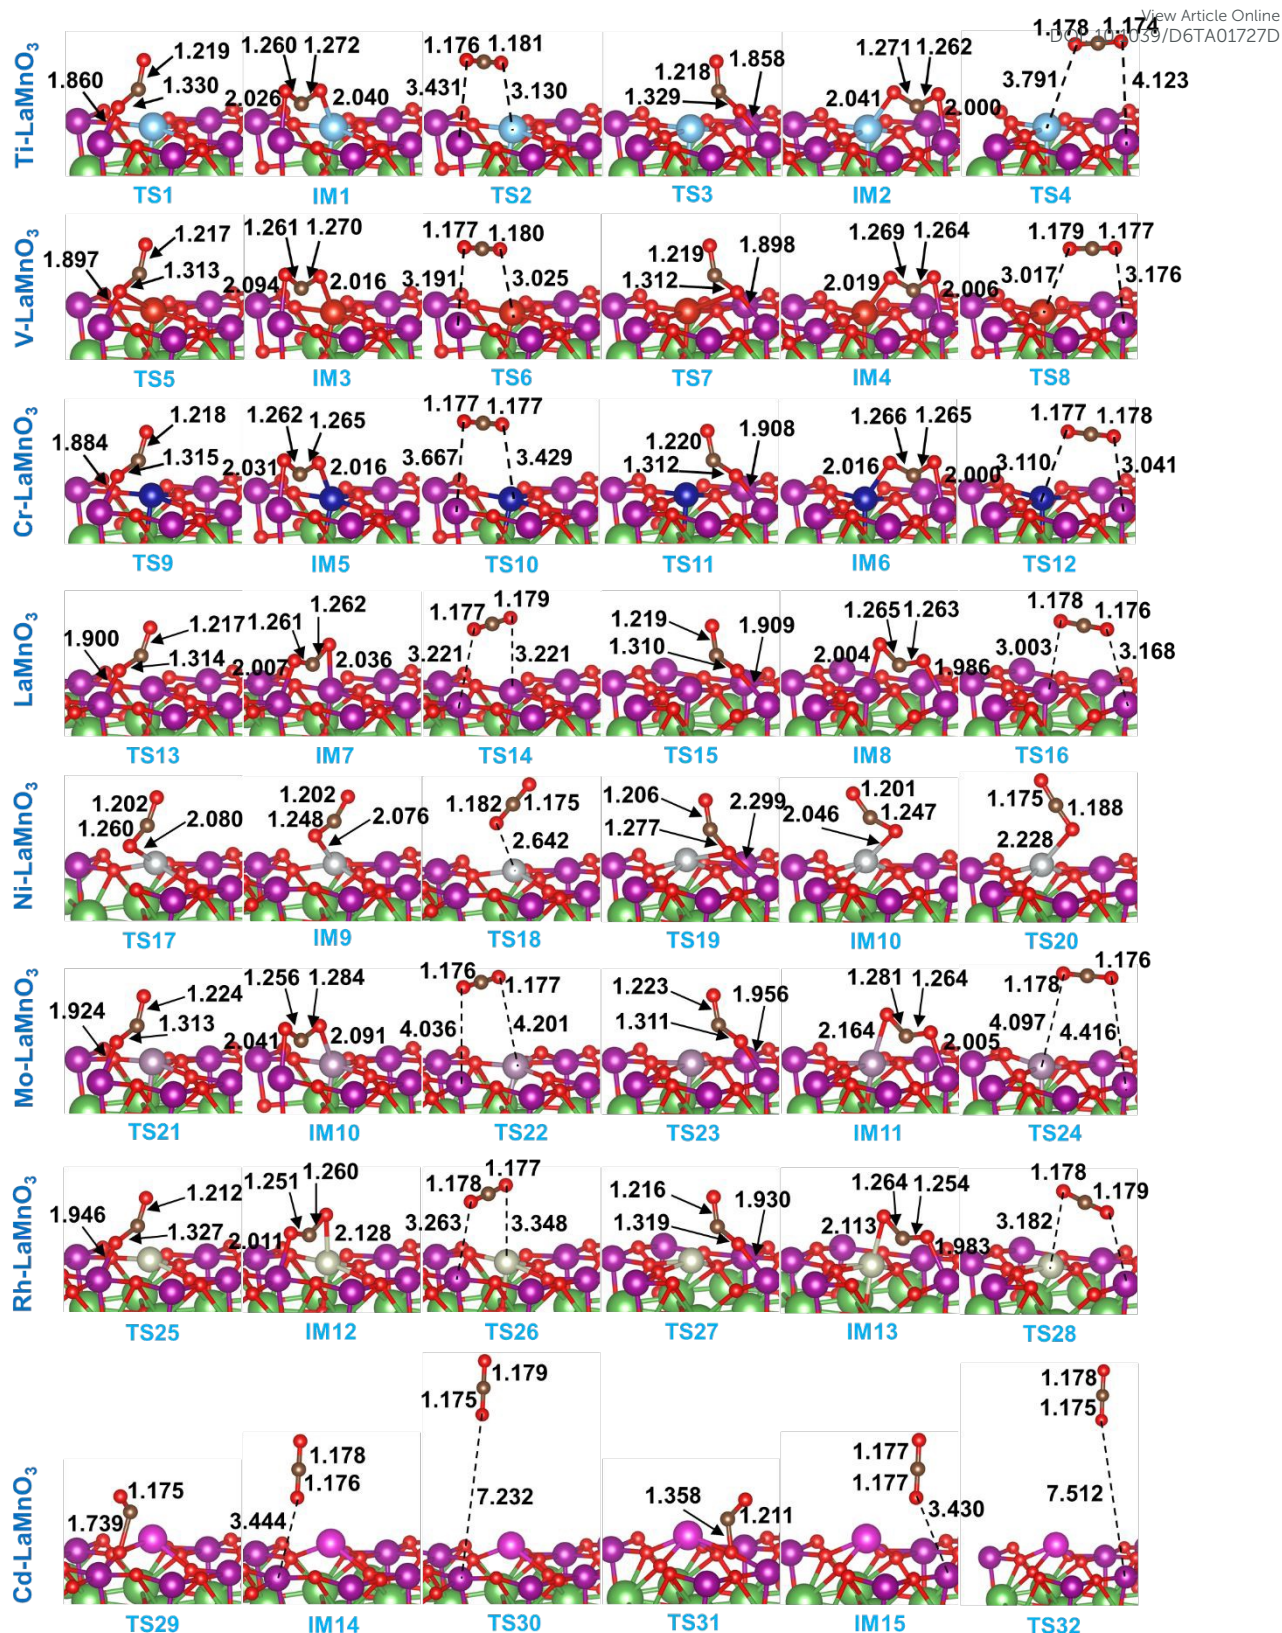 View Article Online
DOI: 10.1039/D6TA01727D
Ti-LaMnO3
1.219 1.330 1.860
1.260 1.272 2.026 2.040
1.176 1.181 3.431 3.130
1.218 1.329 1.858
1.271 1.262 2.041 2.000
1.178 1.174 3.791 4.123
TS1 IM1 TS2 TS3 IM2 TS4
V-LaMnO3
1.217 1.897 1.313
1.261 1.270 2.094 2.016
1.177 1.180 3.191 3.025
1.219 1.898 1.312
1.269 1.264 2.019 2.006
1.179 1.177 3.017 3.176
TS5 IM3 TS6 TS7 IM4 TS8
Cr-LaMnO3
1.218 1.884 1.315
1.262 1.265 2.031 2.016
1.177 1.177 3.667 3.429
1.220 1.908 1.312
1.266 1.265 2.016 2.000
1.177 1.178 3.110 3.041
TS9 IM5 TS10 TS11 IM6 TS12
LaMnO3
1.217 1.900 1.314
1.261 1.262 2.007 2.036
1.177 1.179 3.221 3.221
1.219 1.909 1.310
1.265 1.263 2.004 1.986
1.178 1.176 3.003 3.168
TS13 IM7 TS14 TS15 IM8 TS16
Ni-LaMnO3
1.202 1.260 2.080
1.202 1.248 2.076
1.182 1.175 2.642
1.206 1.277 2.299
1.201 1.247 2.046
1.175 1.188 2.228
TS17 IM9 TS18 TS19 IM10 TS20
Mo-LaMnO3
1.224 1.924 1.313
1.256 1.284 2.041 2.091
1.176 1.177 4.036 4.201
1.223 1.956 1.311
1.281 1.264 2.164 2.005
1.176 1.178 4.097 4.416
TS21 IM10 TS22 TS23 IM11 TS24
Rh-LaMnO3
1.212 1.946 1.327
1.251 1.260 2.011 2.128
1.177 1.178 3.263 3.348
1.216 1.930 1.319
1.264 1.254 2.113 1.983
1.178 1.179 3.182
TS25 IM12 TS26 TS27 IM13 TS28
Cd-LaMnO3
1.175 1.739
1.178 1.176 3.444
1.179 1.175 7.232
1.358 1.211
1.177 1.177 3.430
1.178 1.175 7.512
TS29 IM14 TS30 TS31 IM15 TS32